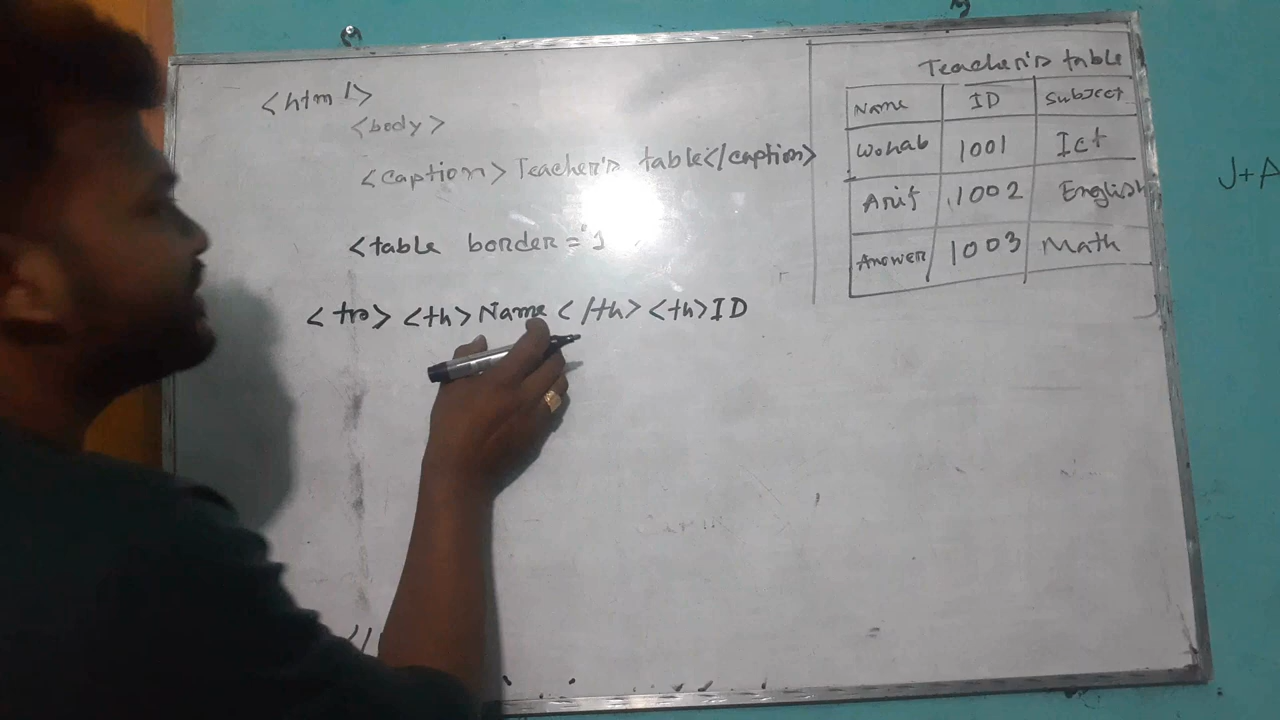 <html>
<body>
<caption>Teacher's table</caption>
<table border="1
<tr> <th>Name</th> <th>ID
Teacher's table
Name ID Subject
Wohab 1001 Ict
Arif 1002 English
Anower 1003 Math
J+A